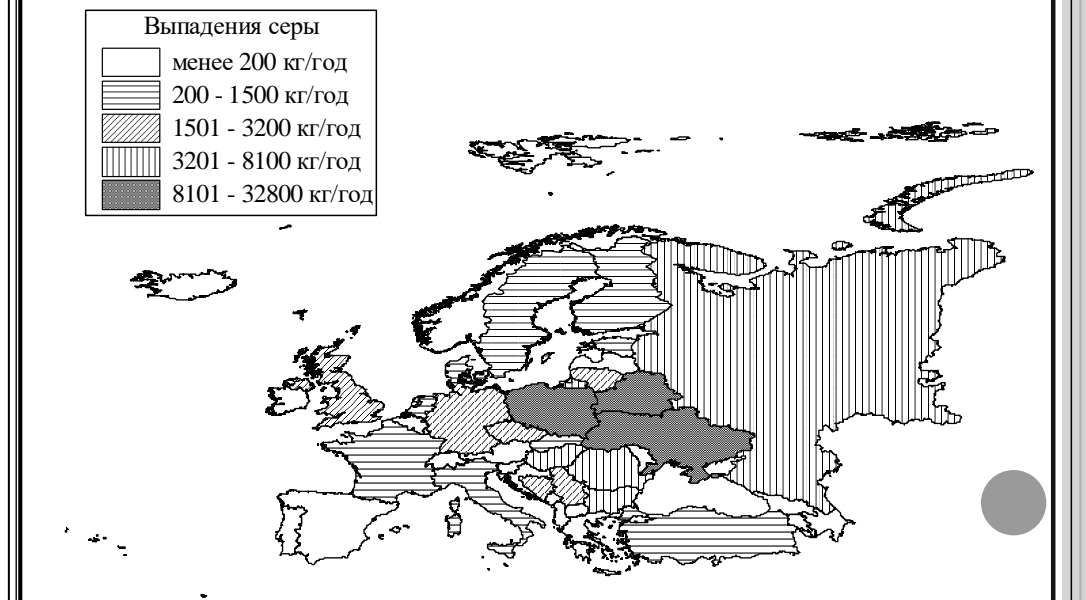 Выпадения серы
менее 200 кг/год
200 - 1500 кг/год
1501 - 3200 кг/год
3201 - 8100 кг/год
8101 - 32800 кг/год